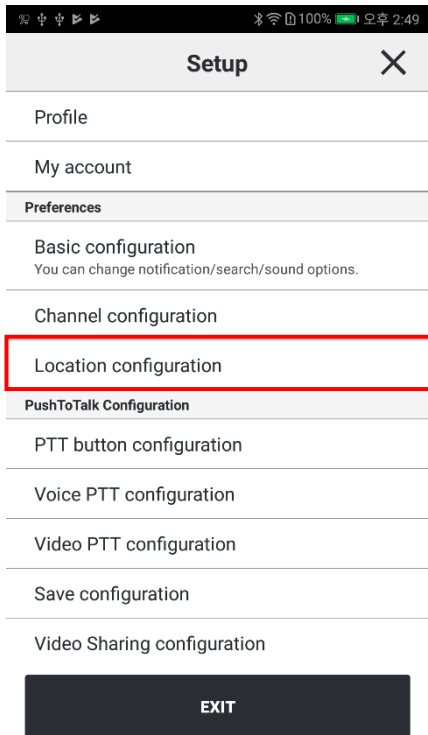 100% 오후 2:49
Setup
Profile
My account
Preferences
Basic configuration
You can change notification/search/sound options.
Channel configuration
Location configuration
PushToTalk Configuration
PTT button configuration
Voice PTT configuration
Video PTT configuration
Save configuration
Video Sharing configuration
EXIT